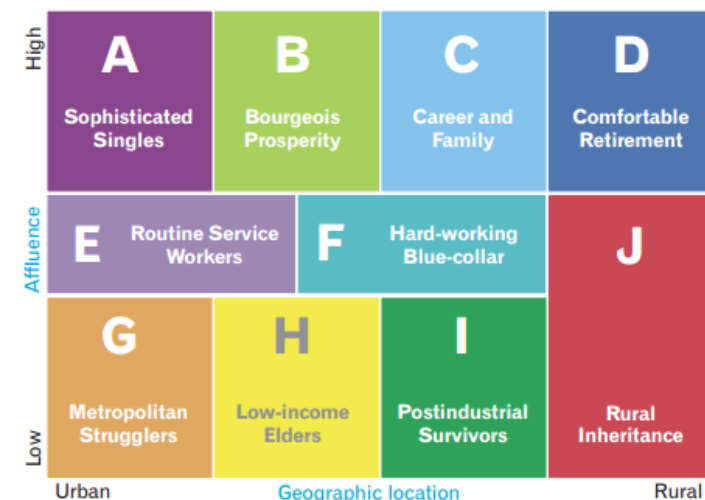 High
A
B
C
D
Sophisticated
Singles
Bourgeois
Prosperity
Career and
Family
Comfortable
Retirement
Affluence
E
Routine Service
Workers
F
Hard-working
Blue-collar
J
G
H
I
Metropolitan
Strugglers
Low-income
Elders
Postindustrial
Survivors
Rural
Inheritance
Low
Urban
Geographic location
Rural